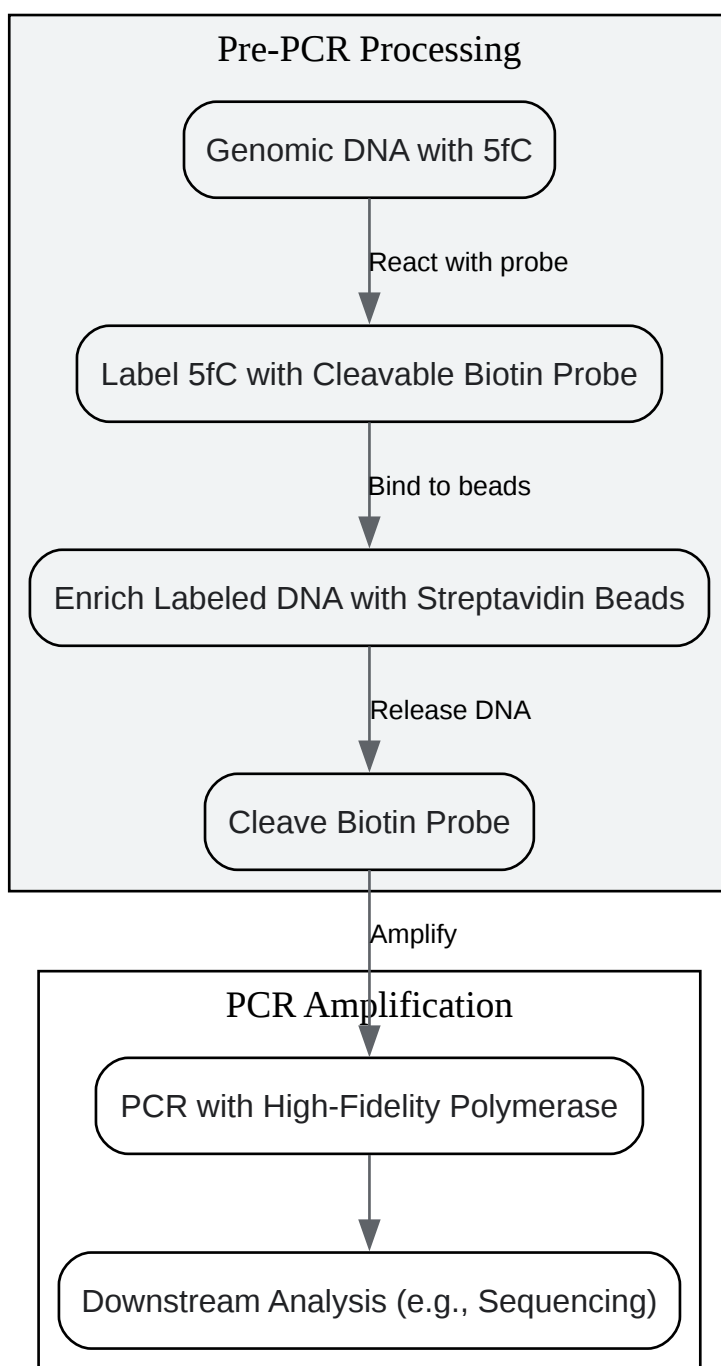 Pre-PCR Processing
Genomic DNA with 5fC
React with probe
Label 5fC with Cleavable Biotin Probe
Bind to beads
Enrich Labeled DNA with Streptavidin Beads
Release DNA
Cleave Biotin Probe
Amplify
PCR Amplification
PCR with High-Fidelity Polymerase
Downstream Analysis (e.g., Sequencing)